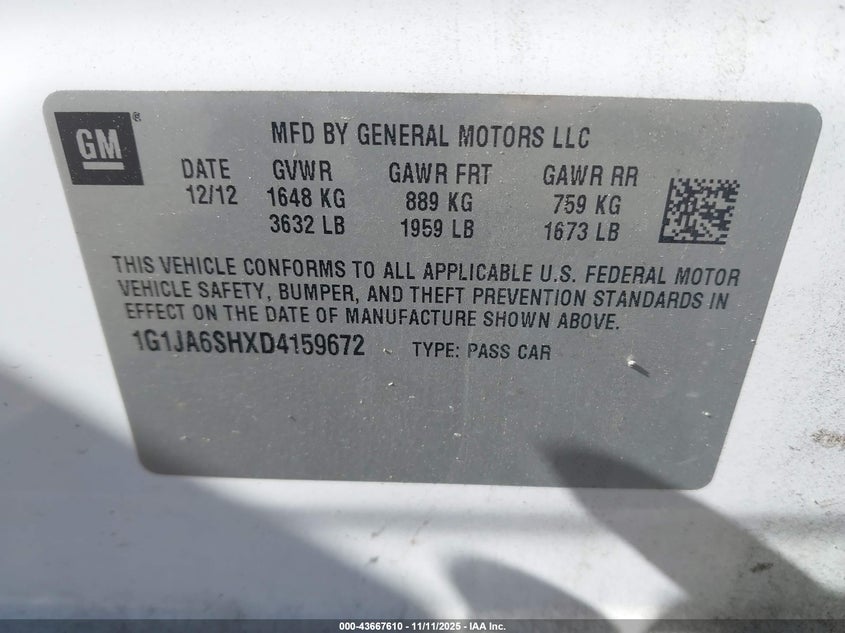 GM ®
MFD BY GENERAL MOTORS LLC
DATE GVWR GAWR FRT GAWR RR
12/12 1648 KG 889 KG 759 KG
3632 LB 1959 LB 1673 LB
THIS VEHICLE CONFORMS TO ALL APPLICABLE U.S. FEDERAL MOTOR
VEHICLE SAFETY, BUMPER, AND THEFT PREVENTION STANDARDS IN
EFFECT ON THE DATE OF MANUFACTURE SHOWN ABOVE.
1G1JA6SHXD4159672 TYPE: PASS CAR
000-43667610 - 11/11/2025 - IAA Inc.